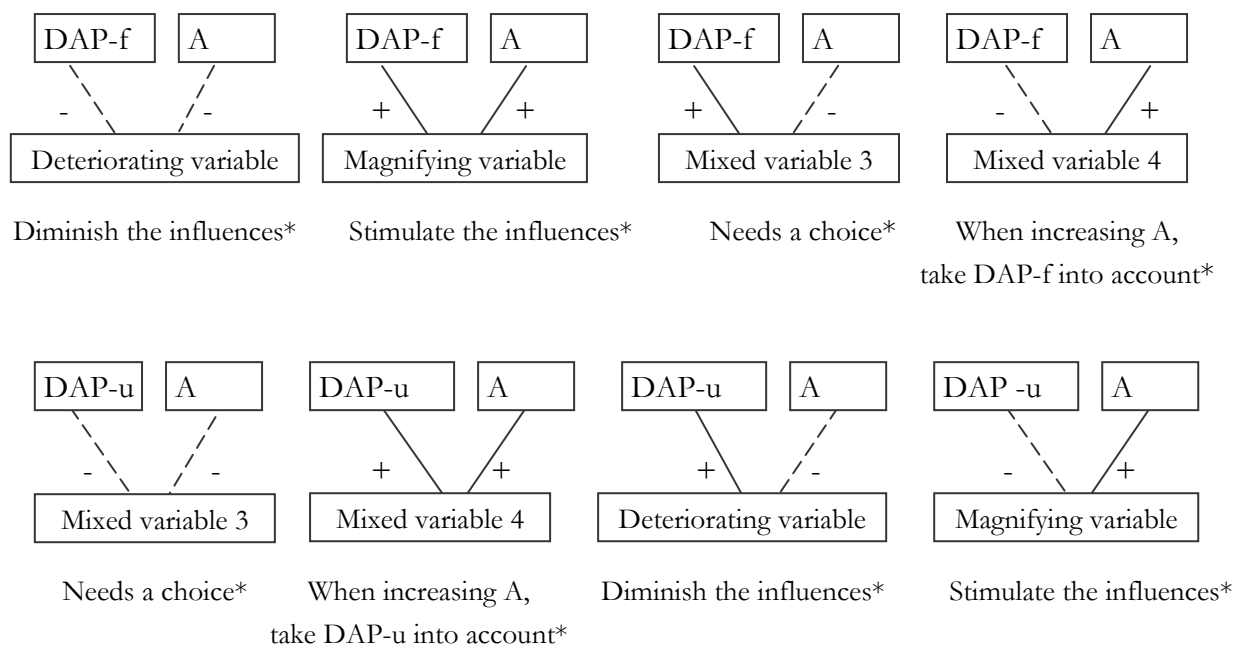 DAP-f A DAP-f A DAP-f A DAP-f A
- - + + + - - +
Deteriorating variable Magnifying variable Mixed variable 3 Mixed variable 4
Diminish the influences* Stimulate the influences* Needs a choice* When increasing A,
take DAP-f into account*
DAP-u A DAP-u A DAP-u A DAP -u A
- - + + + - - +
Mixed variable 3 Mixed variable 4 Deteriorating variable Magnifying variable
Needs a choice* When increasing A, Diminish the influences* Stimulate the influences*
take DAP-u into account*